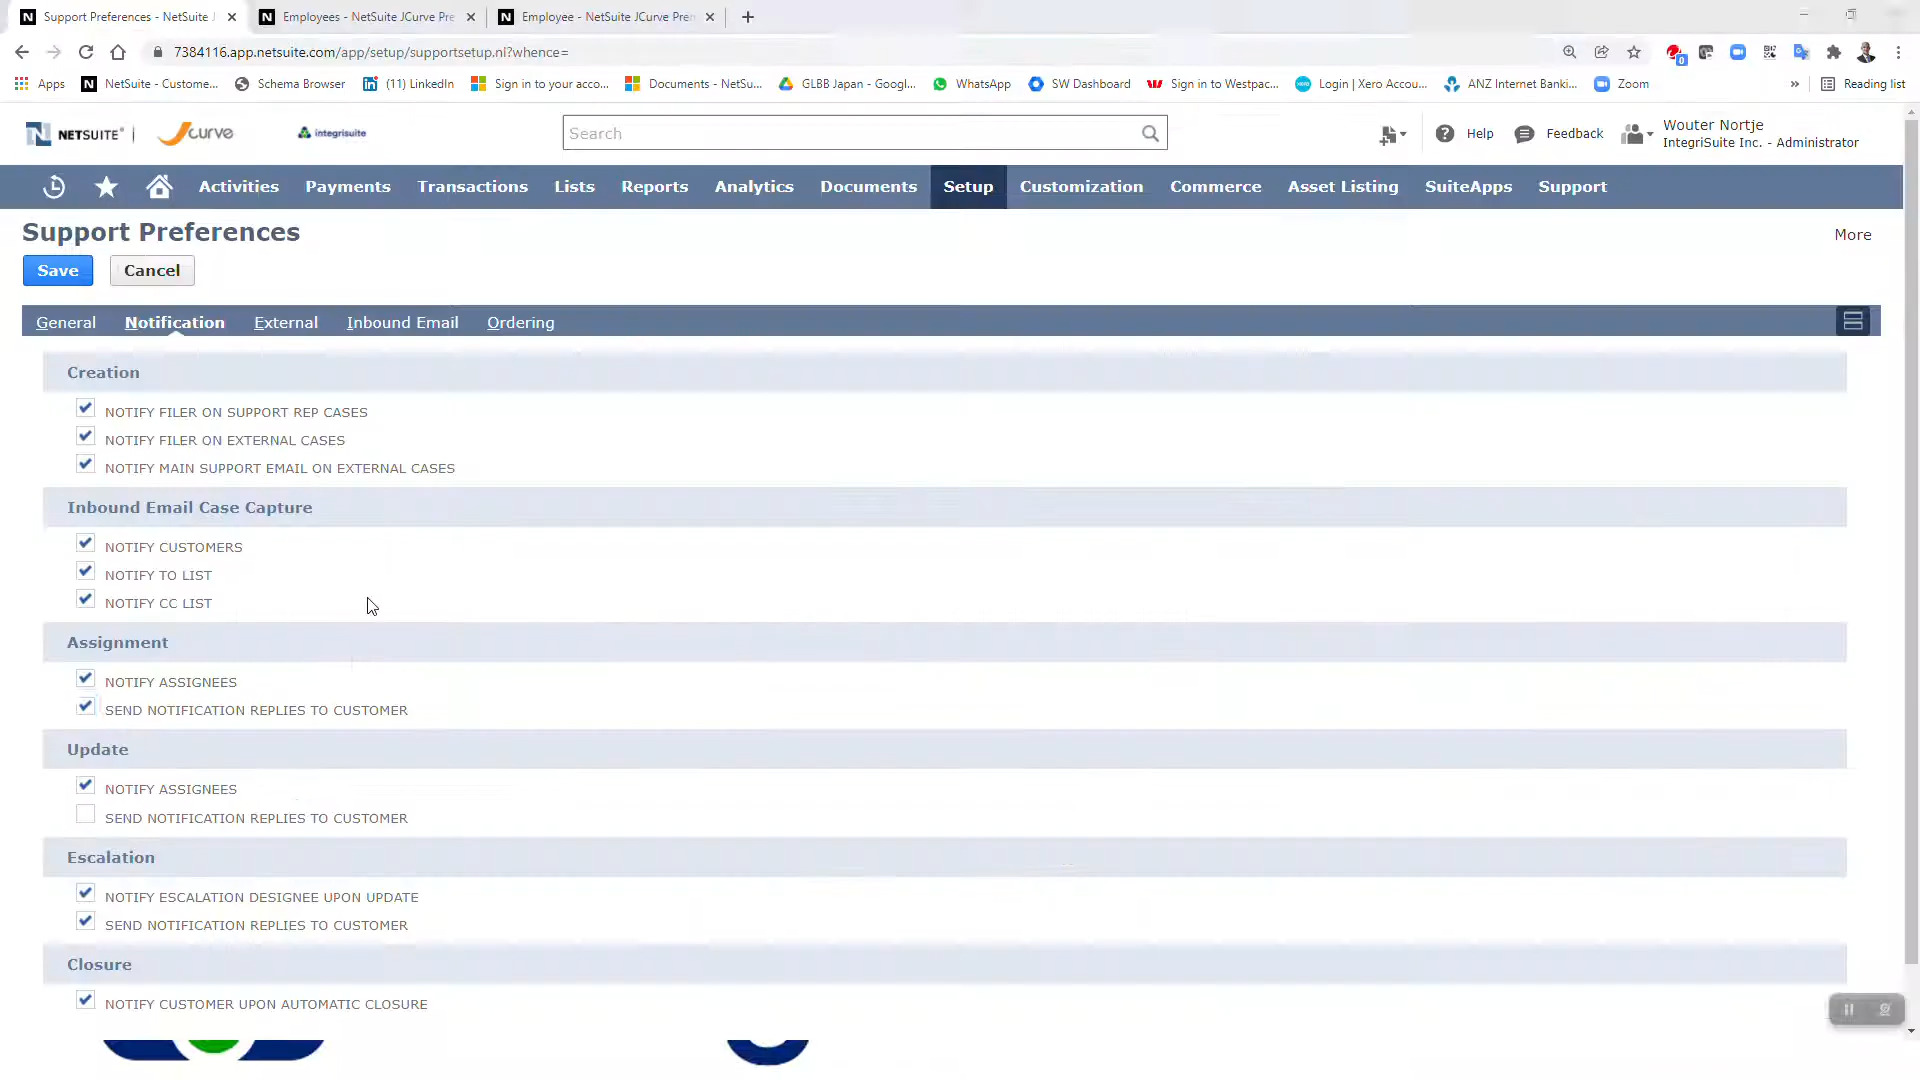 Support Preferences - NetSuite J
Employees - NetSuite JCurve Pre
Employee - NetSuite JCurve Pren
7384116.app.netsuite.com/app/setup/supportsetup.nl?whence=
Apps
NetSuite - Custome...
Schema Browser
(11) LinkedIn
Sign in to your acco...
Documents - NetSu...
GLBB Japan - Googl...
WhatsApp
SW Dashboard
Sign in to Westpac...
Login | Xero Accou...
ANZ Internet Banki...
Zoom
»
Reading list
NETSUITE
Jcurve
integrisuite
Search
Help
Feedback
Wouter Nortje
IntegriSuite Inc. - Administrator
Activities
Payments
Transactions
Lists
Reports
Analytics
Documents
Setup
Customization
Commerce
Asset Listing
SuiteApps
Support
Support Preferences
More
Save
Cancel
General
Notification
External
Inbound Email
Ordering
Creation
NOTIFY FILER ON SUPPORT REP CASES
NOTIFY FILER ON EXTERNAL CASES
NOTIFY MAIN SUPPORT EMAIL ON EXTERNAL CASES
Inbound Email Case Capture
NOTIFY CUSTOMERS
NOTIFY TO LIST
NOTIFY CC LIST
Assignment
NOTIFY ASSIGNEES
SEND NOTIFICATION REPLIES TO CUSTOMER
Update
NOTIFY ASSIGNEES
SEND NOTIFICATION REPLIES TO CUSTOMER
Escalation
NOTIFY ESCALATION DESIGNEE UPON UPDATE
SEND NOTIFICATION REPLIES TO CUSTOMER
Closure
NOTIFY CUSTOMER UPON AUTOMATIC CLOSURE